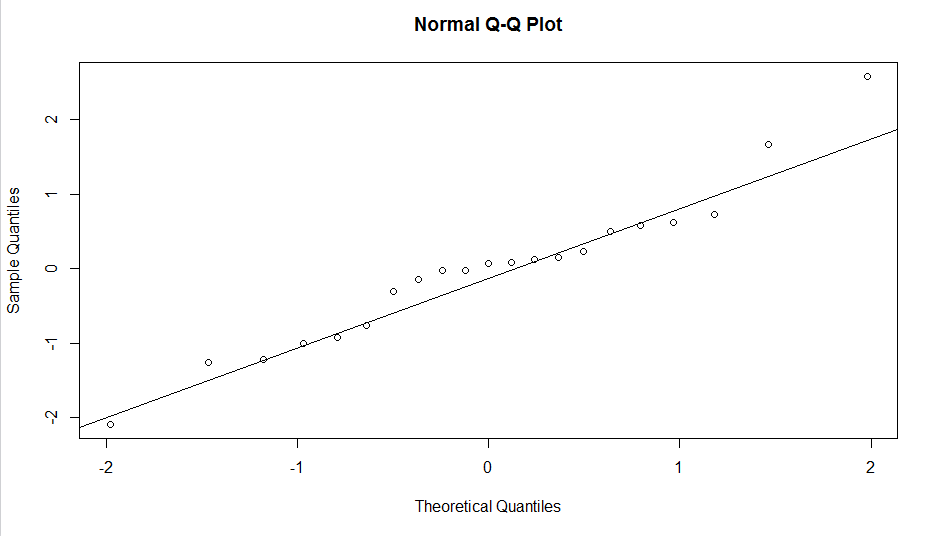 Normal Q-Q Plot
Sample Quantiles
2
1
0
-1
-2
-2 -1 0 1 2
Theoretical Quantiles